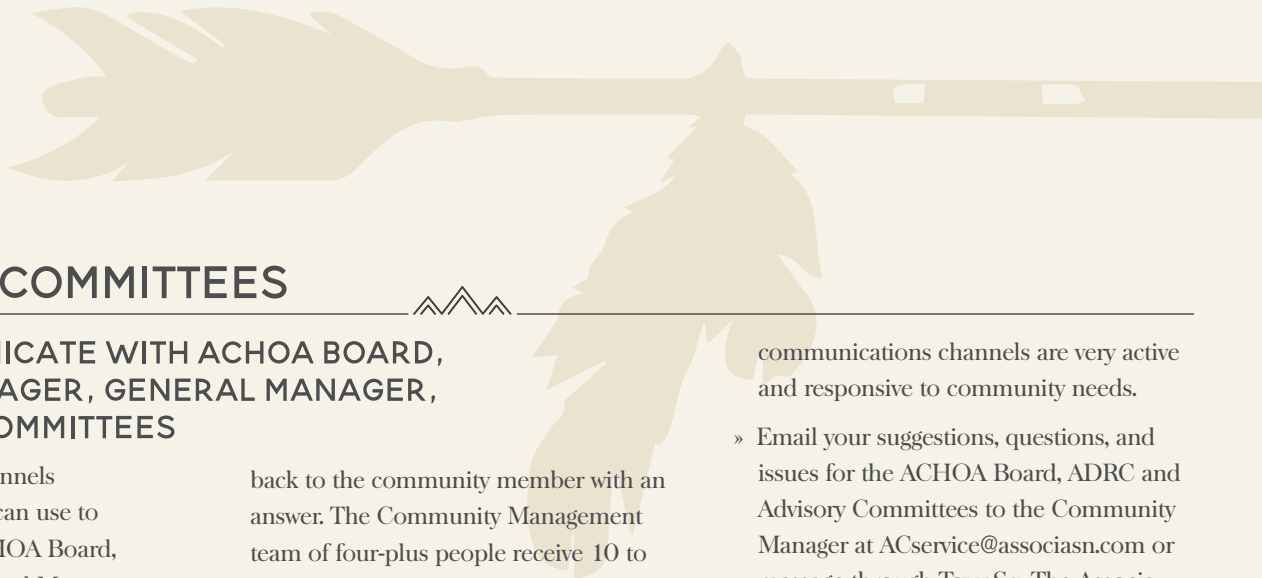 COMMITTEES
ICATE WITH ACHOA BOARD,
AGER, GENERAL MANAGER,
OMMITTEES
nnels
can use to
HOA Board,
back to the community member with an
answer. The Community Management
team of four-plus people receive 10 to
communications channels are very active
and responsive to community needs.
» Email your suggestions, questions, and
issues for the ACHOA Board, ADRC and
Advisory Committees to the Community
Manager at ACservice@associasn.com or